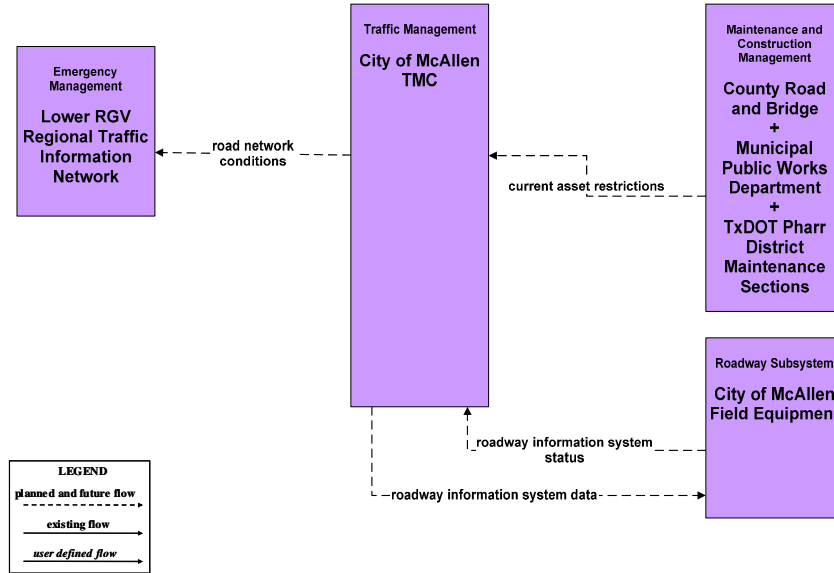 Emergency
Management
Lower RGV
Regional Traffic
Information
Network
road network
conditions
Traffic Management
City of McAllen
TMC
current asset restrictions
Maintenance and
Construction
Management
County Road
and Bridge
+
Municipal
Public Works
Department
+
TxDOT Pharr
District
Maintenance
Sections
Roadway Subsystem
City of McAllen
Field Equipmen
roadway information system
status
roadway information system data
LEGEND
planned and future flow
existing flow
user defined flow